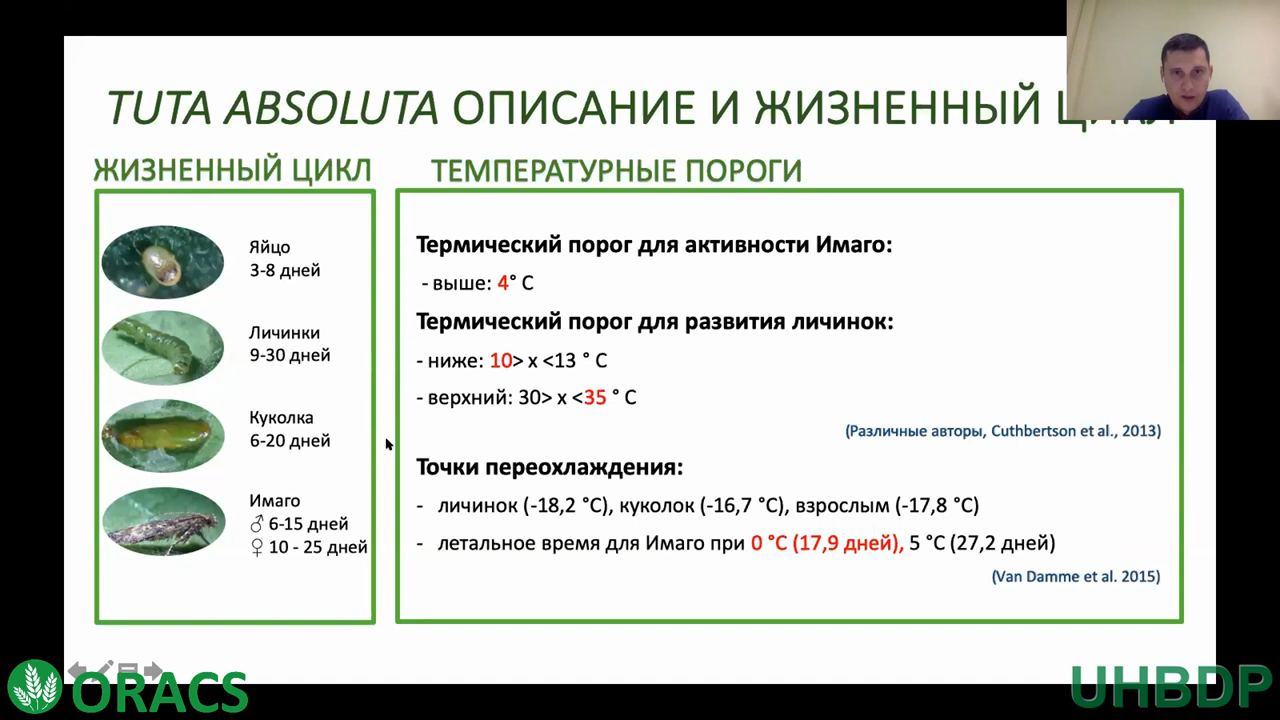 TUTA ABSOLUTA ОПИСАНИЕ И ЖИЗНЕННЫЙ ЦИКЛ
ЖИЗНЕННЫЙ ЦИКЛ
Яйцо
3-8 дней
Личинки
9-30 дней
Куколка
6-20 дней
Имаго
♂ 6-15 дней
♀ 10 - 25 дней
ТЕМПЕРАТУРНЫЕ ПОРОГИ
Термический порог для активности Имаго:
- выше: 4° C
Термический порог для развития личинок:
- ниже: 10> x <13 ° C
- верхний: 30> x <35 ° C
(Различные авторы, Cuthbertson et al., 2013)
Точки переохлаждения:
- личинок (-18,2 °C), куколок (-16,7 °C), взрослым (-17,8 °C)
- летальное время для Имаго при 0 °C (17,9 дней), 5 °C (27,2 дней)
(Van Damme et al. 2015)
ORACS
UHBDP